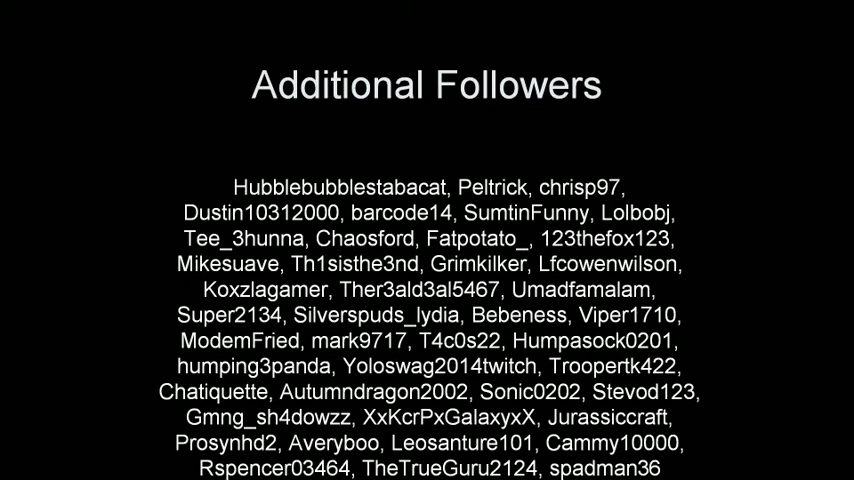 Additional Followers
Hubblebubblestabacat, Peltrick, chrisp97,
Dustin10312000, barcode14, SumtinFunny, Lolbobj,
Tee_3hunna, Chaosford, Fatpotato_, 123thefox123,
Mikesuave, Th1sisthe3nd, Grimkilker, Lfcowenwilson,
Koxzlagamer, Ther3ald3al5467, Umadfamalam,
Super2134, Silverspuds_lydia, Bebeness, Viper1710,
ModemFried, mark9717, T4c0s22, Humpasock0201,
humping3panda, Yoloswag2014twitch, Troopertk422,
Chatiquette, Autumndragon2002, Sonic0202, Stevod123,
Gmng_sh4dowzz, XxKcrPxGalaxyxX, Jurassiccraft,
Prosynhd2, Averyboo, Leosanture101, Cammy10000,
Rspencer03464, TheTrueGuru2124, spadman36